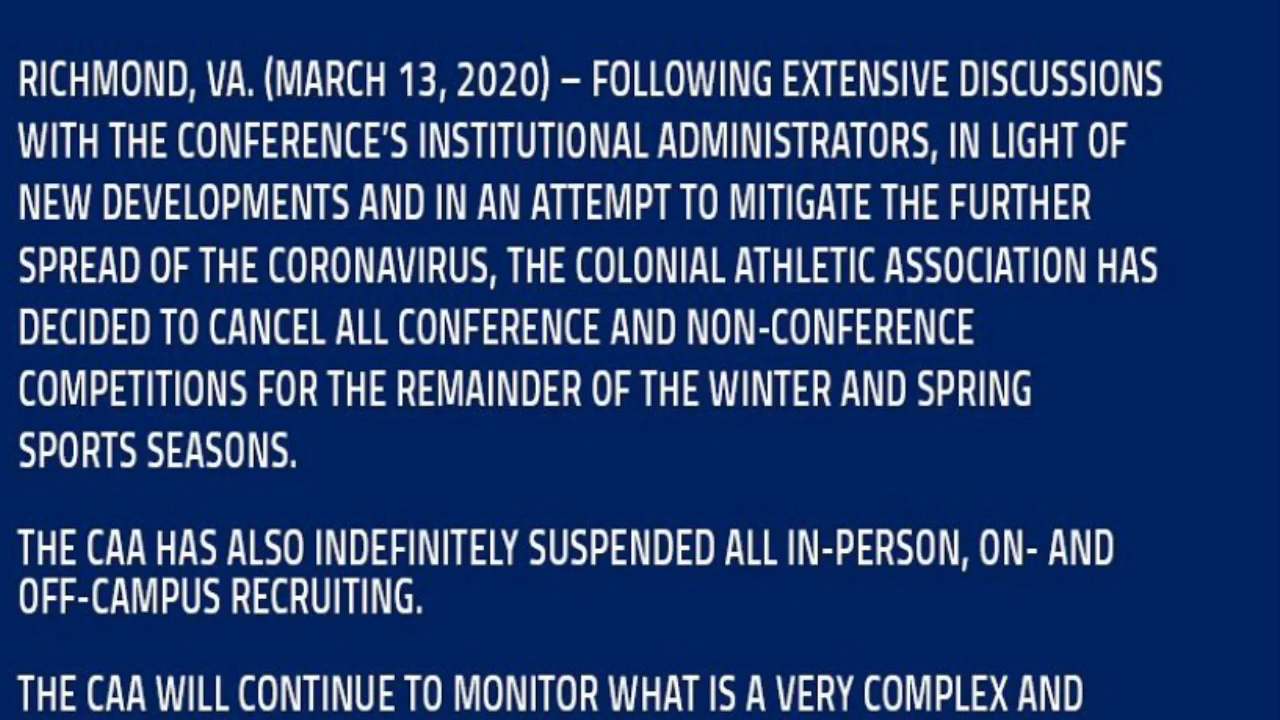 RICHMOND, VA. (MARCH 13, 2020) – FOLLOWING EXTENSIVE DISCUSSIONS
WITH THE CONFERENCE'S INSTITUTIONAL ADMINISTRATORS, IN LIGHT OF
NEW DEVELOPMENTS AND IN AN ATTEMPT TO MITIGATE THE FURTHER
SPREAD OF THE CORONAVIRUS, THE COLONIAL ATHLETIC ASSOCIATION HAS
DECIDED TO CANCEL ALL CONFERENCE AND NON-CONFERENCE
COMPETITIONS FOR THE REMAINDER OF THE WINTER AND SPRING
SPORTS SEASONS.
THE CAA HAS ALSO INDEFINITELY SUSPENDED ALL IN-PERSON, ON- AND
OFF-CAMPUS RECRUITING.
THE CAA WILL CONTINUE TO MONITOR WHAT IS A VERY COMPLEX AND